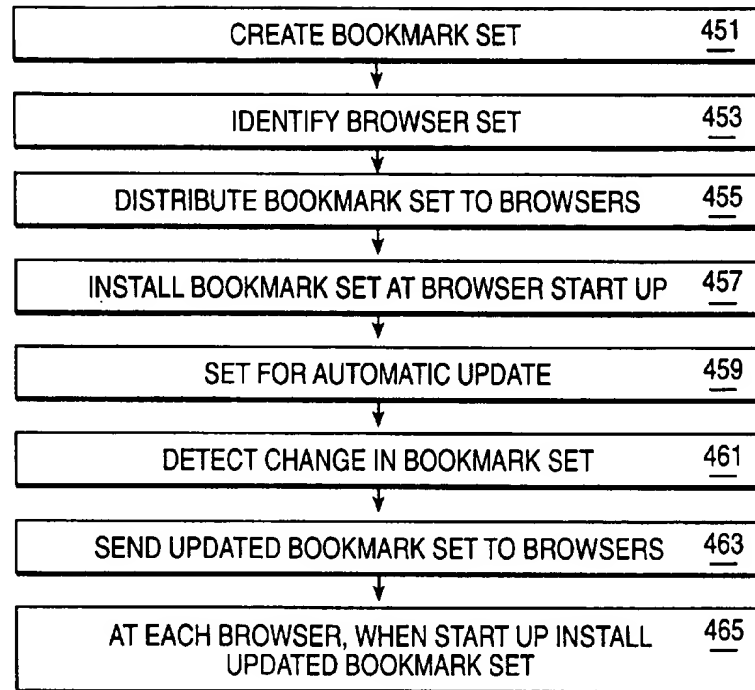 CREATE BOOKMARK SET 451
IDENTIFY BROWSER SET 453
DISTRIBUTE BOOKMARK SET TO BROWSERS 455
INSTALL BOOKMARK SET AT BROWSER START UP 457
SET FOR AUTOMATIC UPDATE 459
DETECT CHANGE IN BOOKMARK SET 461
SEND UPDATED BOOKMARK SET TO BROWSERS 463
AT EACH BROWSER, WHEN START UP INSTALL 465
UPDATED BOOKMARK SET